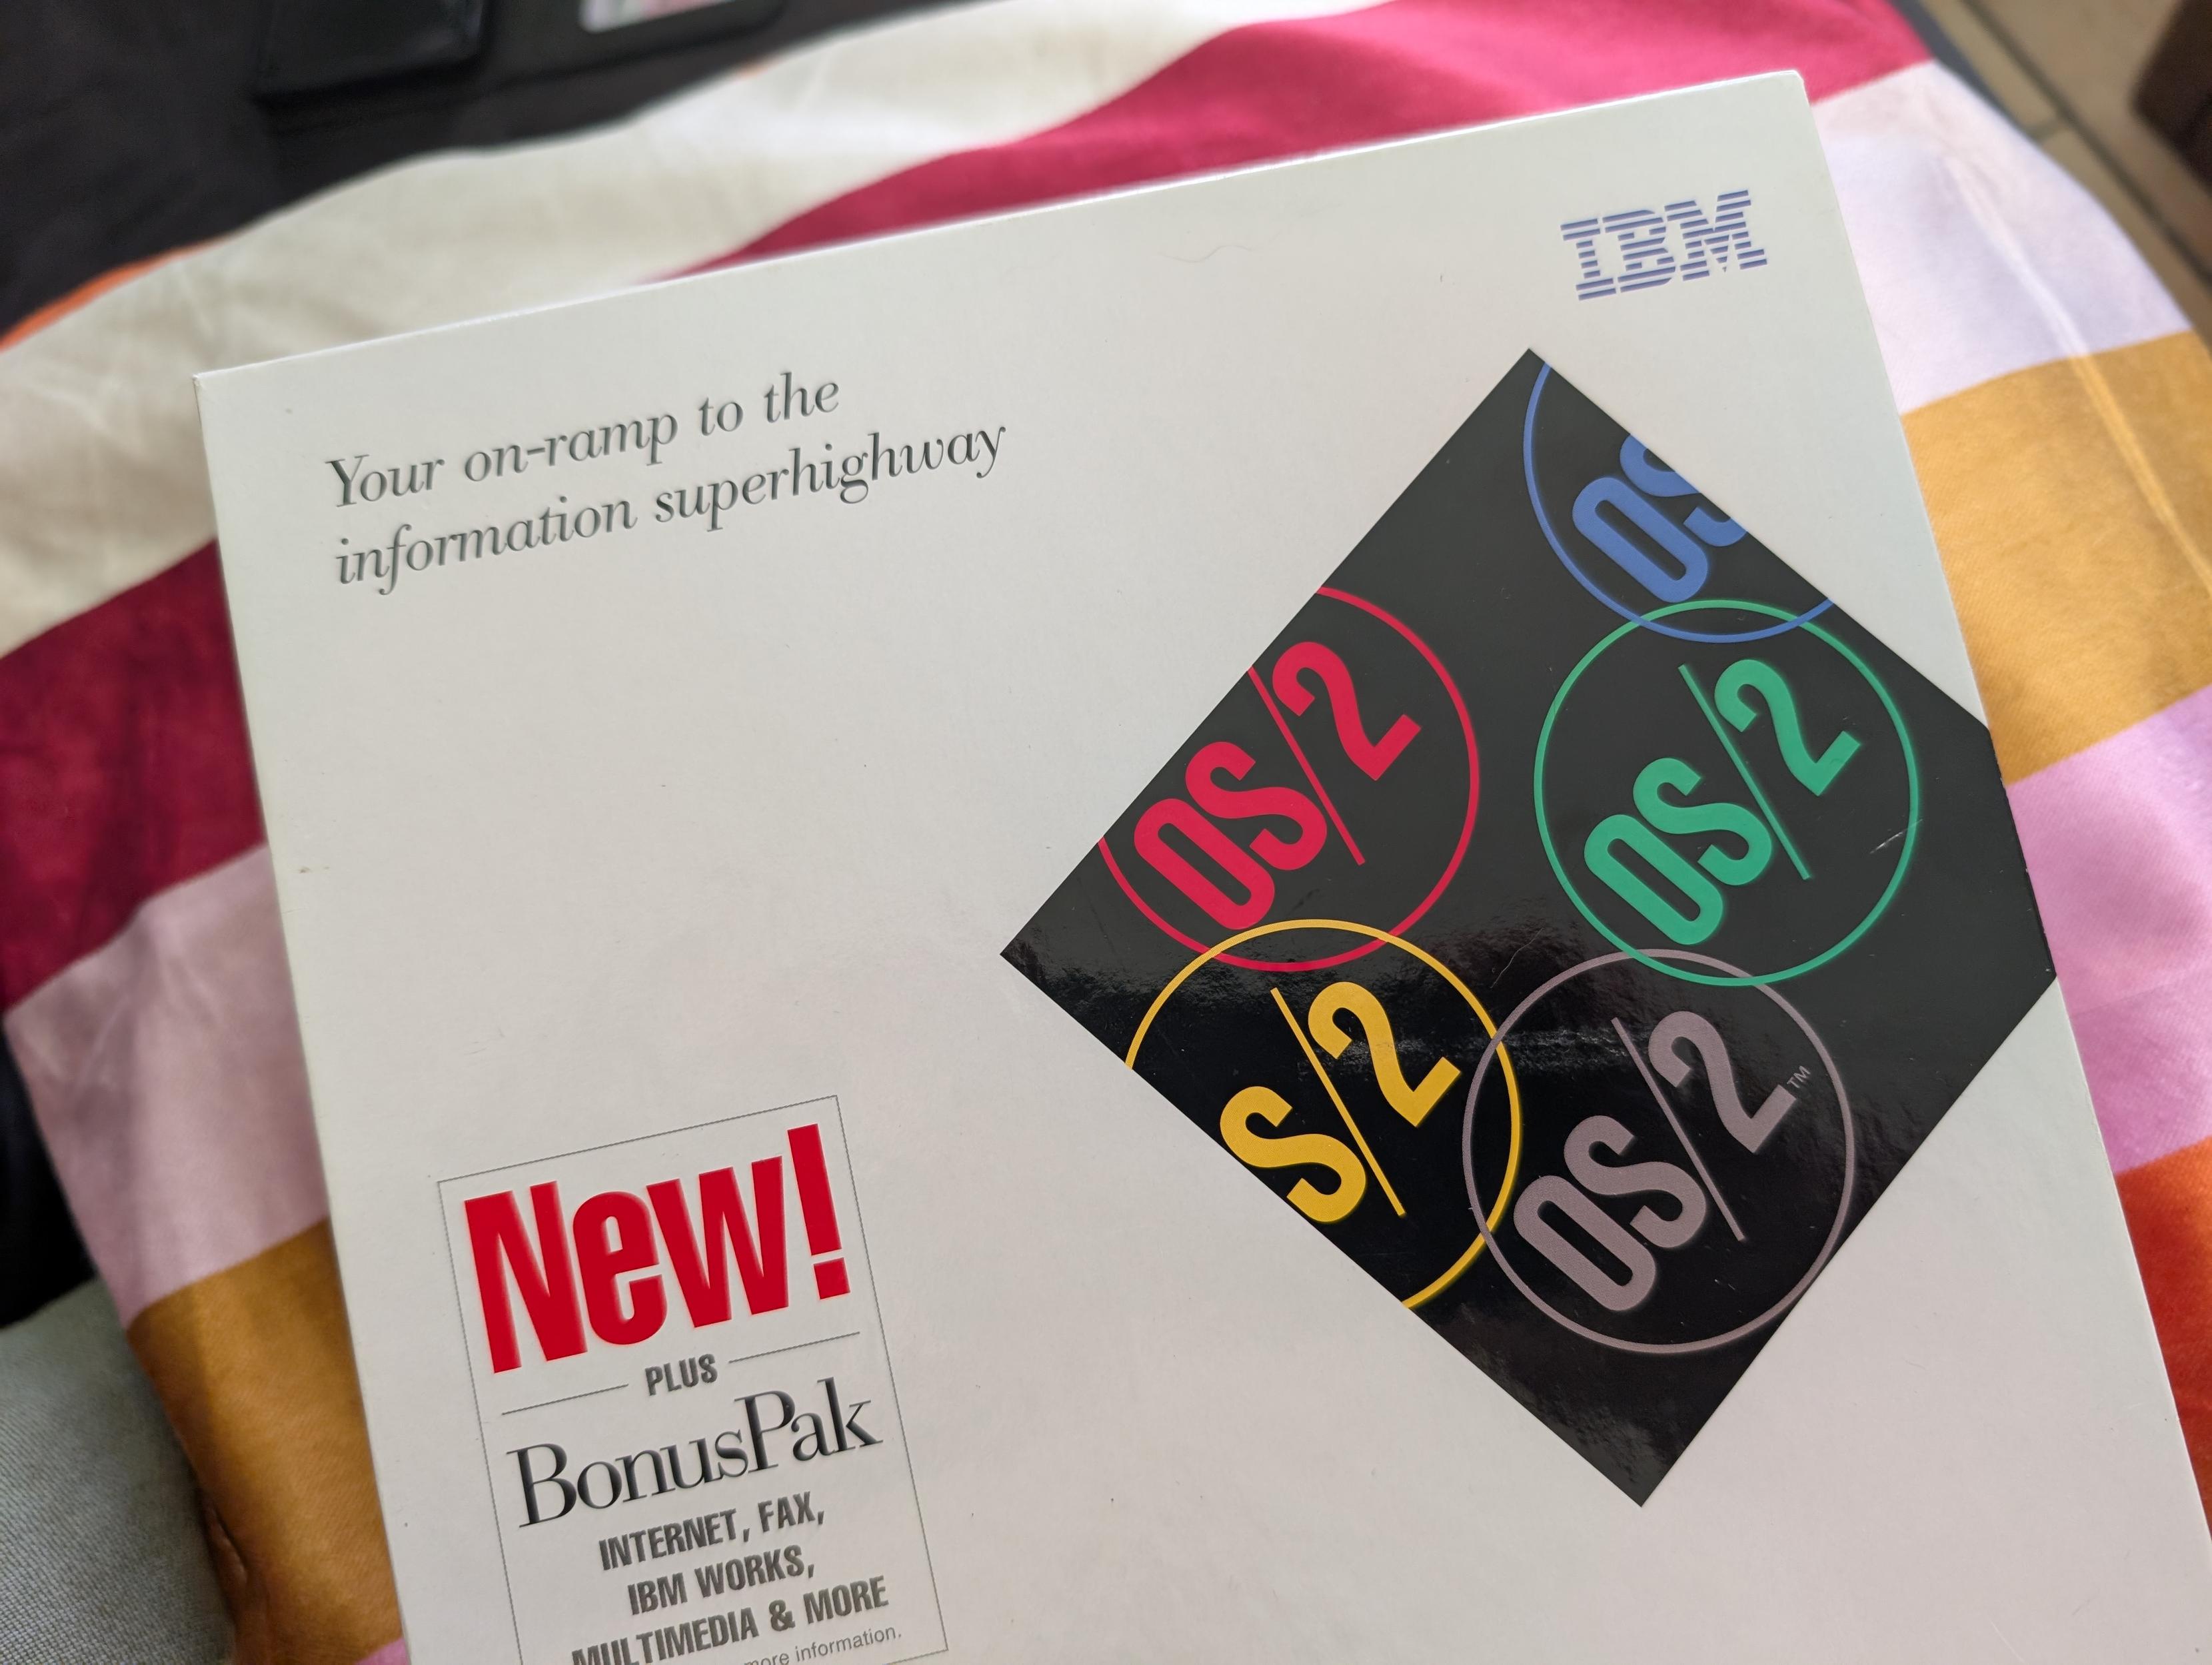 IBM
Your on-ramp to the
information superhighway
OS
OS/2
OS/2
S/2
OS/2™
New!
PLUS
BonusPak
INTERNET, FAX,
IBM WORKS,
MULTIMEDIA & MORE
more information.